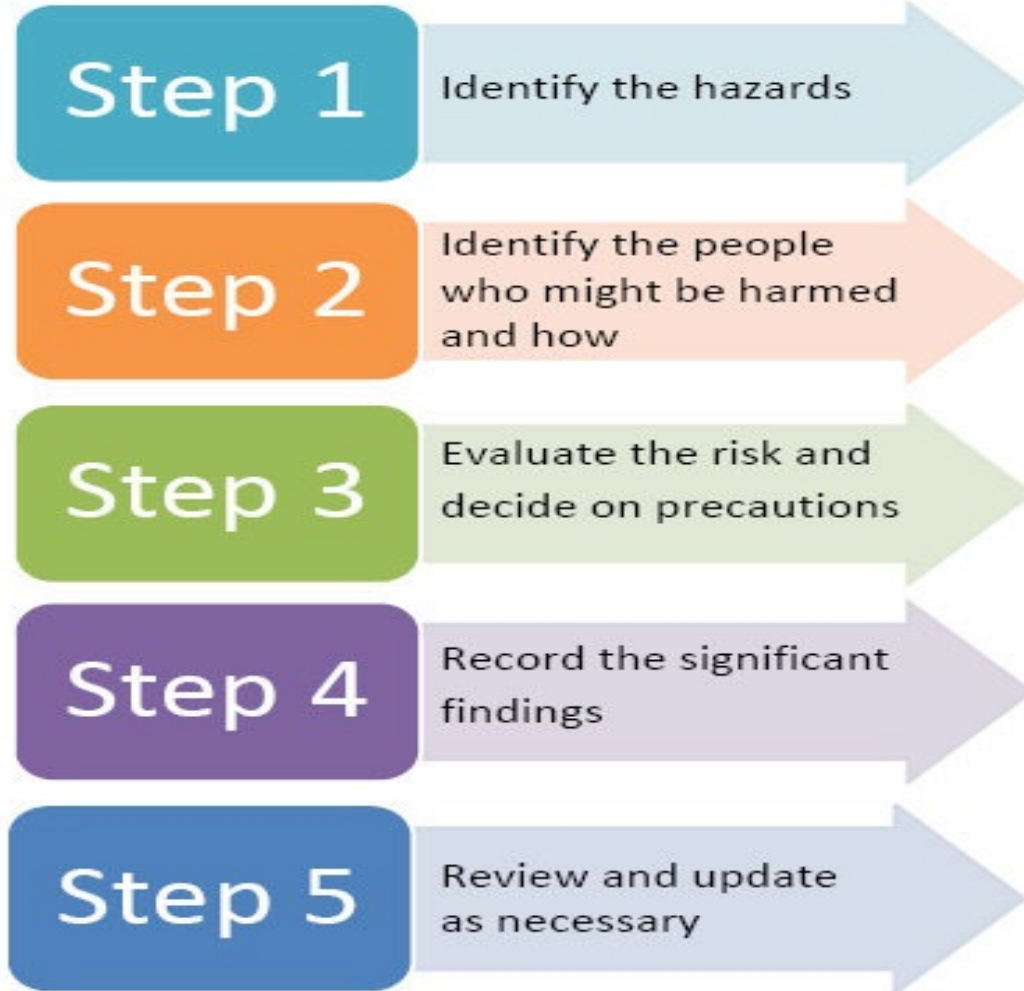 Step 1
Identify the hazards
Step 2
Identify the people
who might be harmed
and how
Step 3
Evaluate the risk and
decide on precautions
Step 4
Record the significant
findings
Step 5
Review and update
as necessary